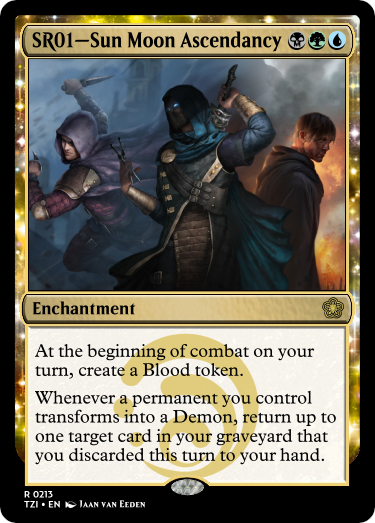 SR01—Sun Moon Ascendancy
Enchantment
At the beginning of combat on your
turn, create a Blood token.
Whenever a permanent you control
transforms into a Demon, return up to
one target card in your graveyard that
you discarded this turn to your hand.
R 0213
TZI • EN Jaan van Eeden